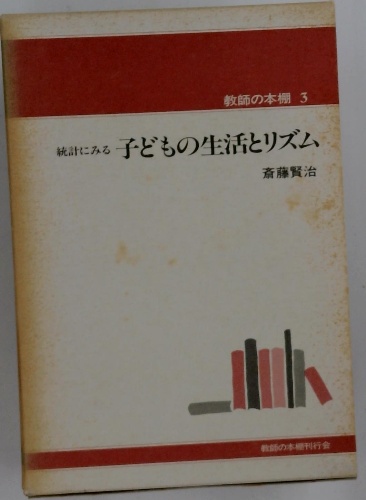 教師の本棚 3
統計にみる 子どもの生活とリズム
斎藤賢治
教師の本棚刊行会